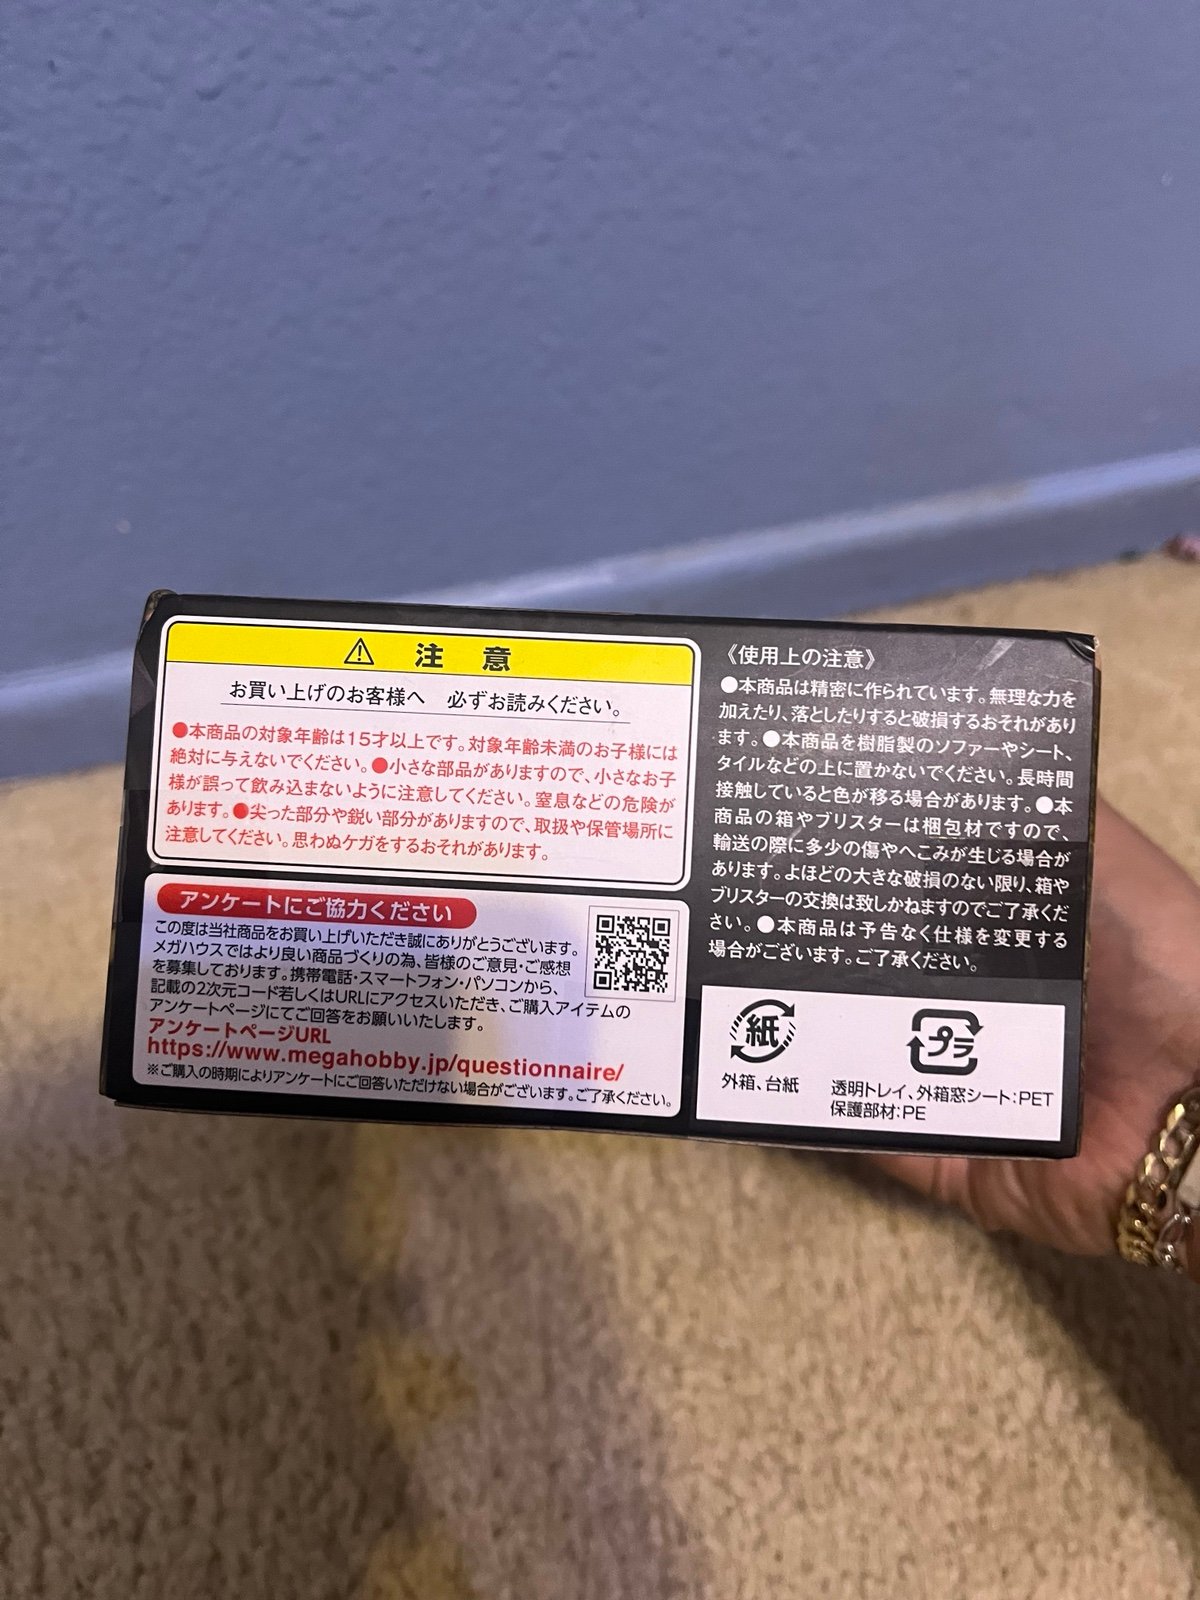 注 意
お買い上げのお客様へ 必ずお読みください。
●本商品の対象年齢は15才以上です。対象年齢未満のお子様には
絶対に与えないでください。●小さな部品がありますので、小さなお子
様が誤って飲み込まないように注意してください。窒息などの危険が
あります。●尖った部分や鋭い部分がありますので、取扱や保管場所に
注意してください。思わぬケガをするおそれがあります。
アンケートにご協力ください
この度は当社商品をお買い上げいただき誠にありがとうございます。
メガハウスではより良い商品づくりの為、皆様のご意見・ご感想
を募集しております。携帯電話・スマートフォン・パソコンから、
記載の2次元コード若しくはURLにアクセスいただき、ご購入アイテムの
アンケートページにてご回答をお願いいたします。
アンケートページURL
https://www.megahobby.jp/questionnaire/
※ご購入の時期によりアンケートにご回答いただけない場合がございます。ご了承ください。
《使用上の注意》
●本商品は精密に作られています。無理な力を
加えたり、落としたりすると破損するおそれがあり
ます。●本商品を樹脂製のソファーやシート、
タイルなどの上に置かないでください。長時間
接触していると色が移る場合があります。●本
商品の箱やブリスターは梱包材ですので、
輸送の際に多少の傷やへこみが生じる場合が
あります。よほどの大きな破損のない限り、箱や
ブリスターの交換は致しかねますのでご了承くだ
さい。●本商品は予告なく仕様を変更する
場合がございます。ご了承ください。
紙
外箱、台紙
プラ
透明トレイ、外箱窓シート:PET
保護部材:PE